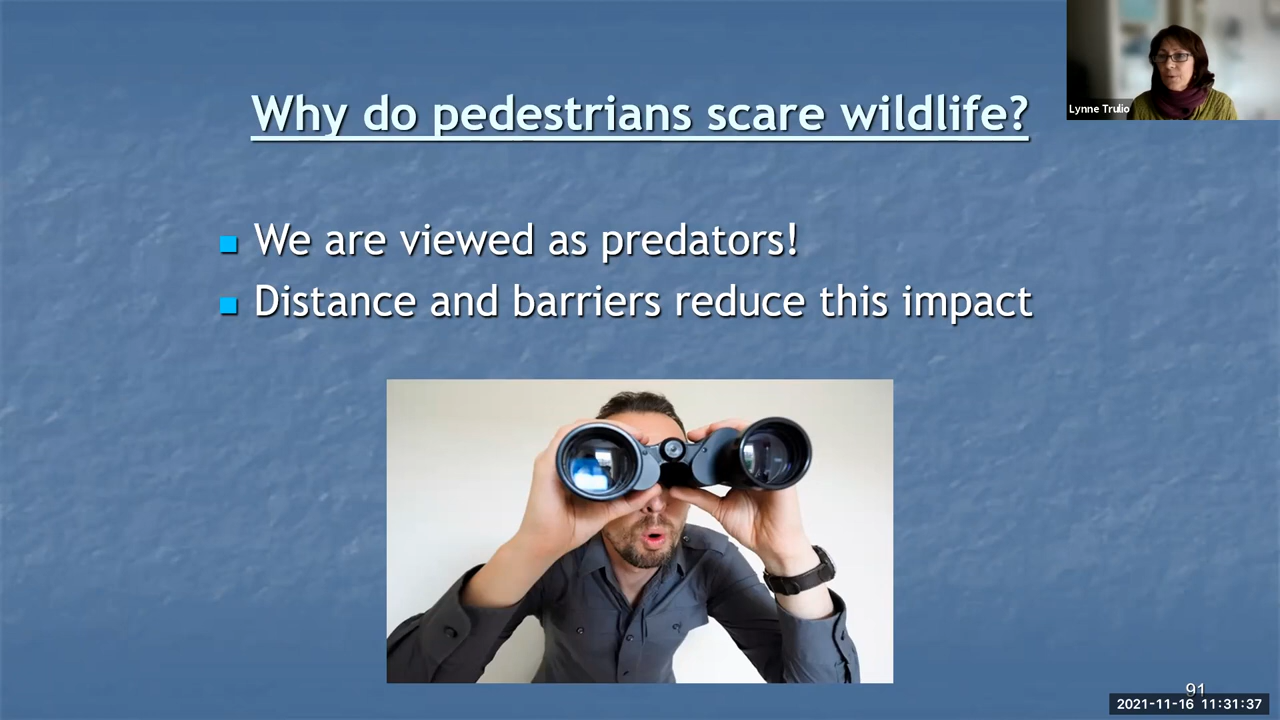 Why do pedestrians scare wildlife?
Lynne Trulio
We are viewed as predators!
Distance and barriers reduce this impact
91
2021-11-16 11:31:37